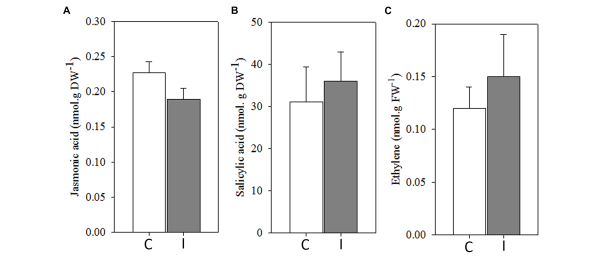 A
B
C
Jasmonic acid (nmol.g DW⁻¹)
0.30
0.25
0.20
0.15
0.10
0.05
0.00
C I
Salicylic acid (nmol. g DW⁻¹)
50
40
30
20
10
0
C I
Ethylene (nmol.g FW⁻¹)
0.20
0.15
0.10
0.05
0.00
C I